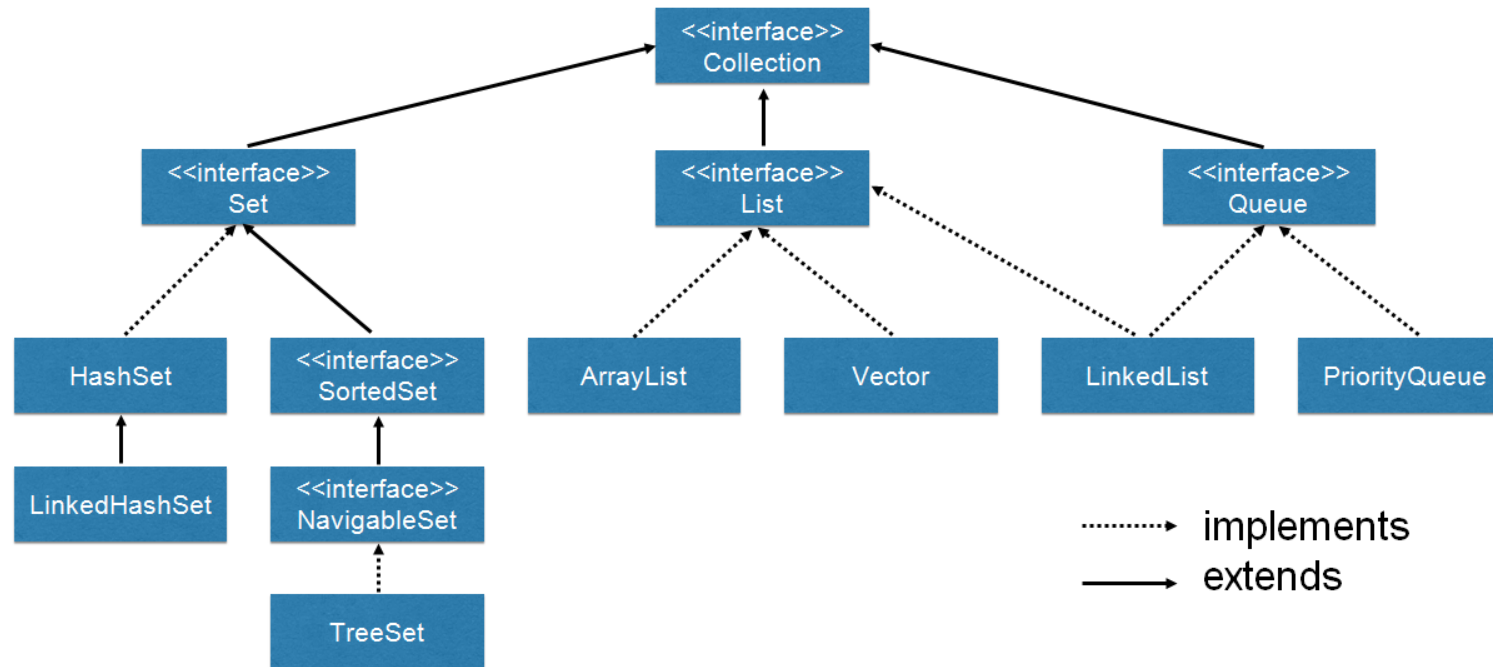 <<interface>>
Collection
<<interface>>
Set
<<interface>>
List
<<interface>>
Queue
HashSet
<<interface>>
SortedSet
ArrayList
Vector
LinkedList
PriorityQueue
LinkedHashSet
<<interface>>
NavigableSet
TreeSet
implements
extends